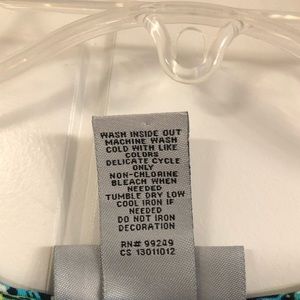 WASH INSIDE OUT
MACHINE WASH
COLD WITH LIKE
COLORS
DELICATE CYCLE
ONLY
NON-CHLORINE
BLEACH WHEN
NEEDED
TUMBLE DRY LOW
COOL IRON IF
NEEDED
DO NOT IRON
DECORATION
RN# 99249
CS 13011012